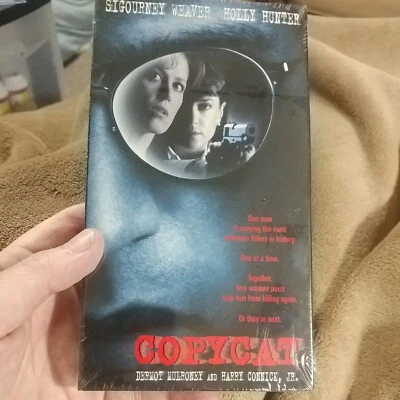 SIGOURNEY WEAVER HOLLY HUNTER
One man
is copying the most
notorious killers in history.
One at a time.
Together,
two women must
stop him from killing again.
Or they're next.
COPYCAT
DERMOT MULRONEY AND HARRY CONNICK, JR.